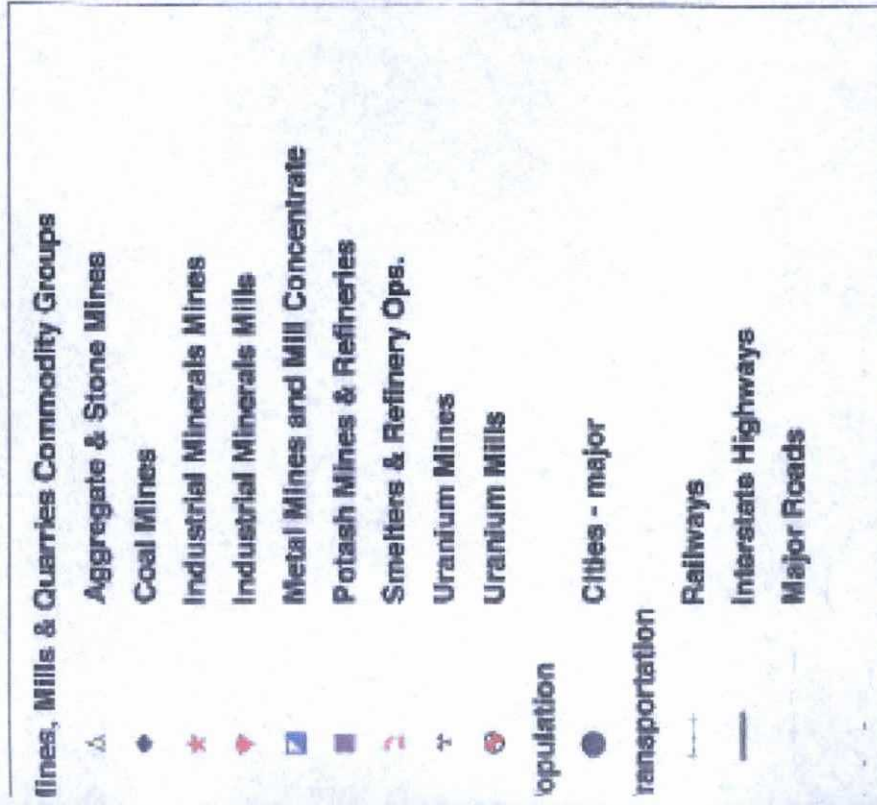 fines, Mills & Quarries Commodity Groups
Aggregate & Stone Mines
Coal Mines
Industrial Minerals Mines
Industrial Minerals Mills
Metal Mines and Mill Concentrate
Potash Mines & Refineries
Smelters & Refinery Ops.
Uranium Mines
Uranium Mills
opulation
Cities - major
ransportation
Railways
Interstate Highways
Major Roads